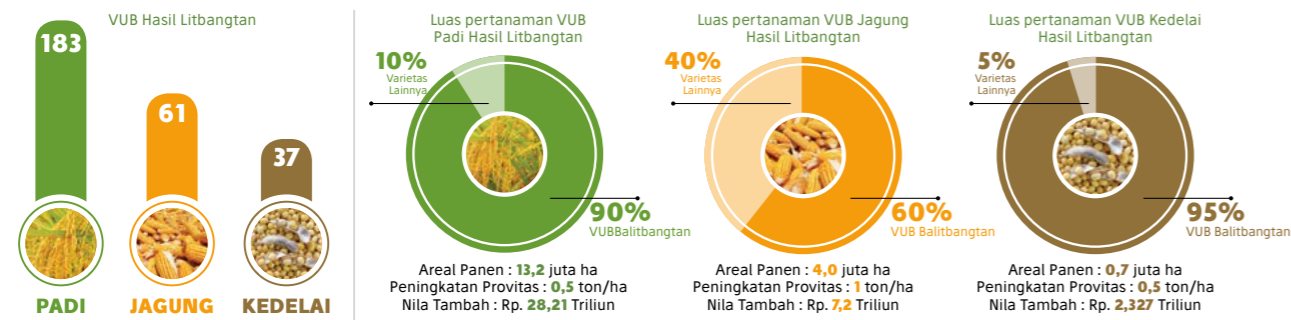 VUB Hasil Litbangtan
183
61
37
PADI
JAGUNG
KEDELAI
Luas pertanaman VUB
Padi Hasil Litbangtan
10%
Varietas
Lainnya
90%
VUBBalitbangtan
Areal Panen : 13,2 juta ha
Peningkatan Provitas : 0,5 ton/ha
Nila Tambah : Rp. 28,21 Triliun
Luas pertanaman VUB Jagung
Hasil Litbangtan
40%
Varietas
Lainnya
60%
VUB Balitbangtan
Areal Panen : 4,0 juta ha
Peningkatan Provitas : 1 ton/ha
Nila Tambah : Rp. 7,2 Triliun
Luas pertanaman VUB Kedelai
Hasil Litbangtan
5%
Varietas
Lainnya
95%
VUB Balitbangtan
Areal Panen : 0,7 juta ha
Peningkatan Provitas : 0,5 ton/ha
Nila Tambah : Rp. 2,327 Triliun